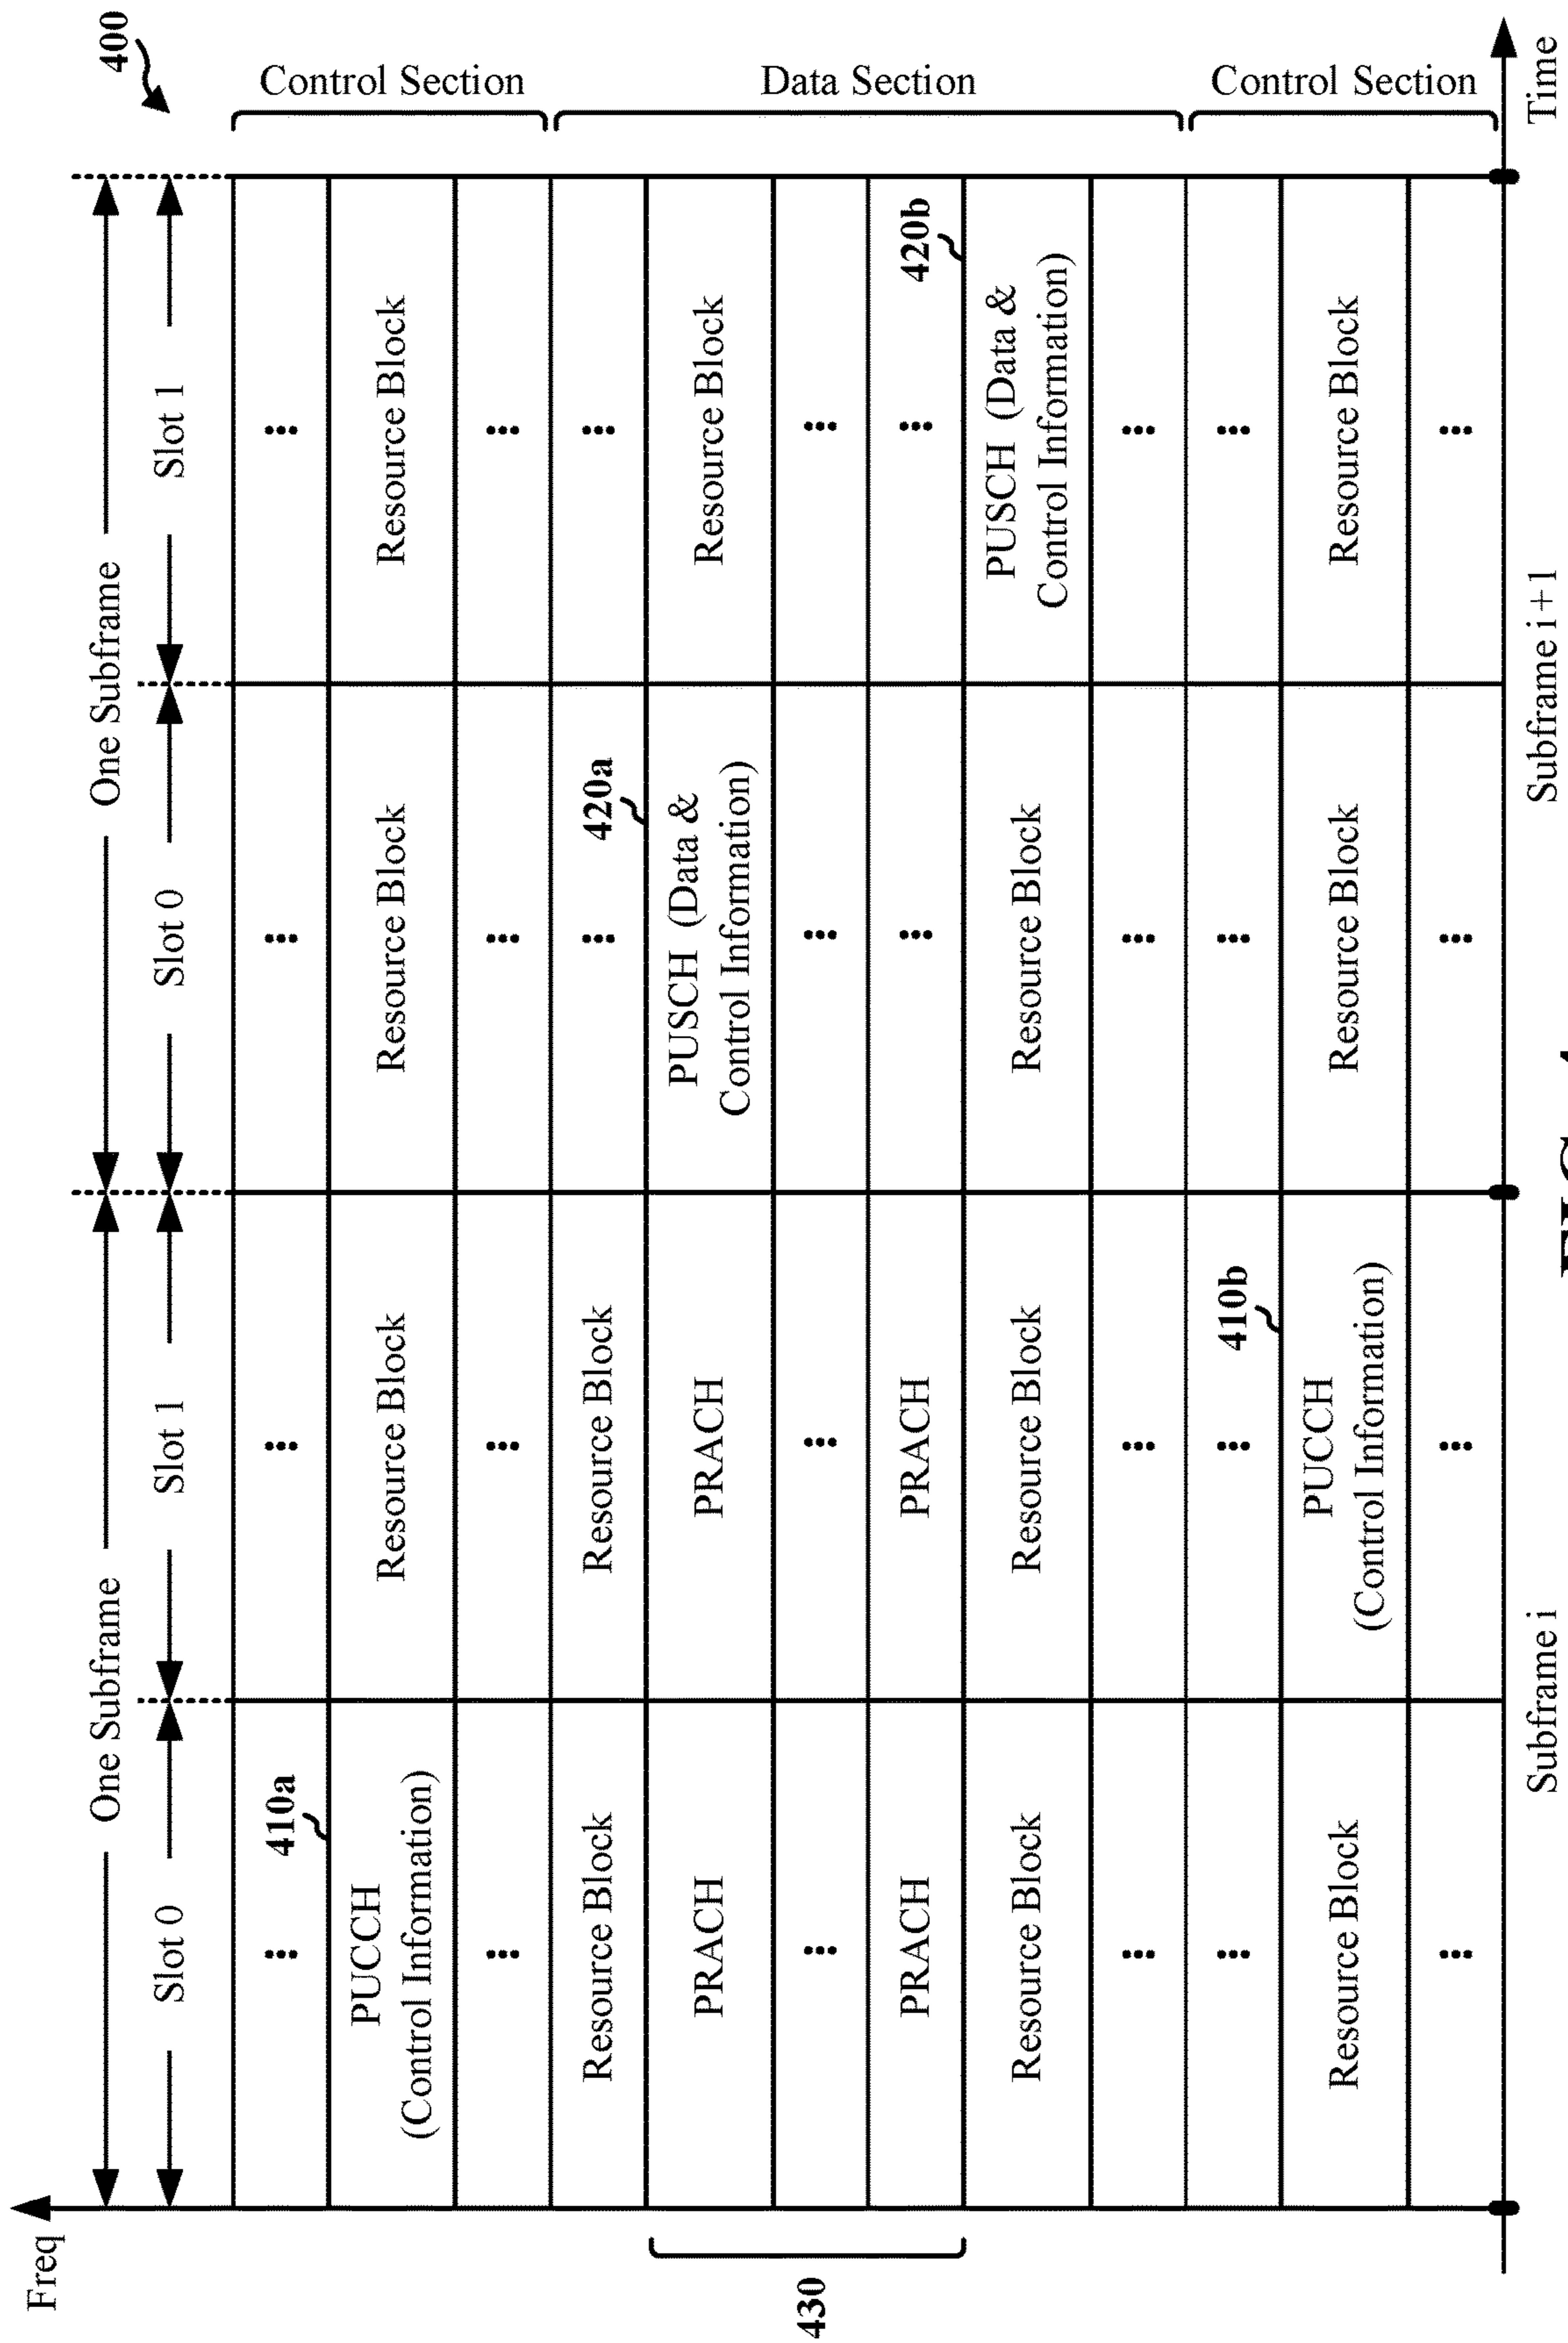 400
Freq
One Subframe
One Subframe
Slot 0
Slot 1
Slot 0
Slot 1
Control Section
Data Section
Control Section
...
...
...
...
410a
PUCCH
(Control Information)
Resource Block
Resource Block
Resource Block
...
...
...
...
Resource Block
Resource Block
...
...
420a
PRACH
PRACH
PUSCH (Data &
Control Information)
Resource Block
...
...
...
...
430
PRACH
PRACH
...
...
420b
Resource Block
Resource Block
Resource Block
PUSCH (Data &
Control Information)
...
...
...
...
...
...
...
...
410b
Resource Block
PUCCH
(Control Information)
Resource Block
Resource Block
...
...
...
...
Subframe i
Subframe i + 1
Time